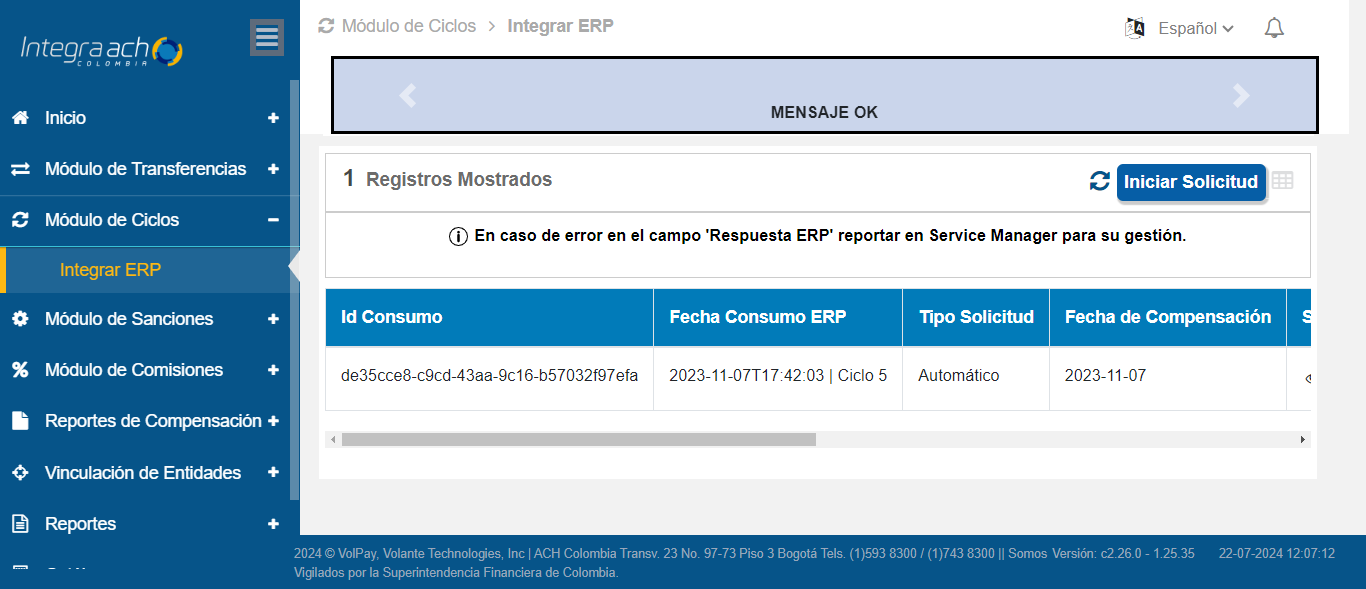 Integra ach
COLOMBIA
Inicio
Módulo de Transferencias
Módulo de Ciclos
Integrar ERP
Módulo de Sanciones
Módulo de Comisiones
Reportes de Compensación
Vinculación de Entidades
Reportes
Módulo de Ciclos > Integrar ERP
Español
MENSAJE OK
1 Registros Mostrados
Iniciar Solicitud
En caso de error en el campo 'Respuesta ERP' reportar en Service Manager para su gestión.
Id Consumo Fecha Consumo ERP Tipo Solicitud Fecha de Compensación S
de35cce8-c9cd-43aa-9c16-b57032f97efa 2023-11-07T17:42:03 | Ciclo 5 Automático 2023-11-07
2024 © VolPay, Volante Technologies, Inc | ACH Colombia Transv. 23 No. 97-73 Piso 3 Bogotá Tels. (1)593 8300 / (1)743 8300 || Somos Versión: c2.26.0 - 1.25.35 22-07-2024 12:07:12
Vigilados por la Superintendencia Financiera de Colombia.